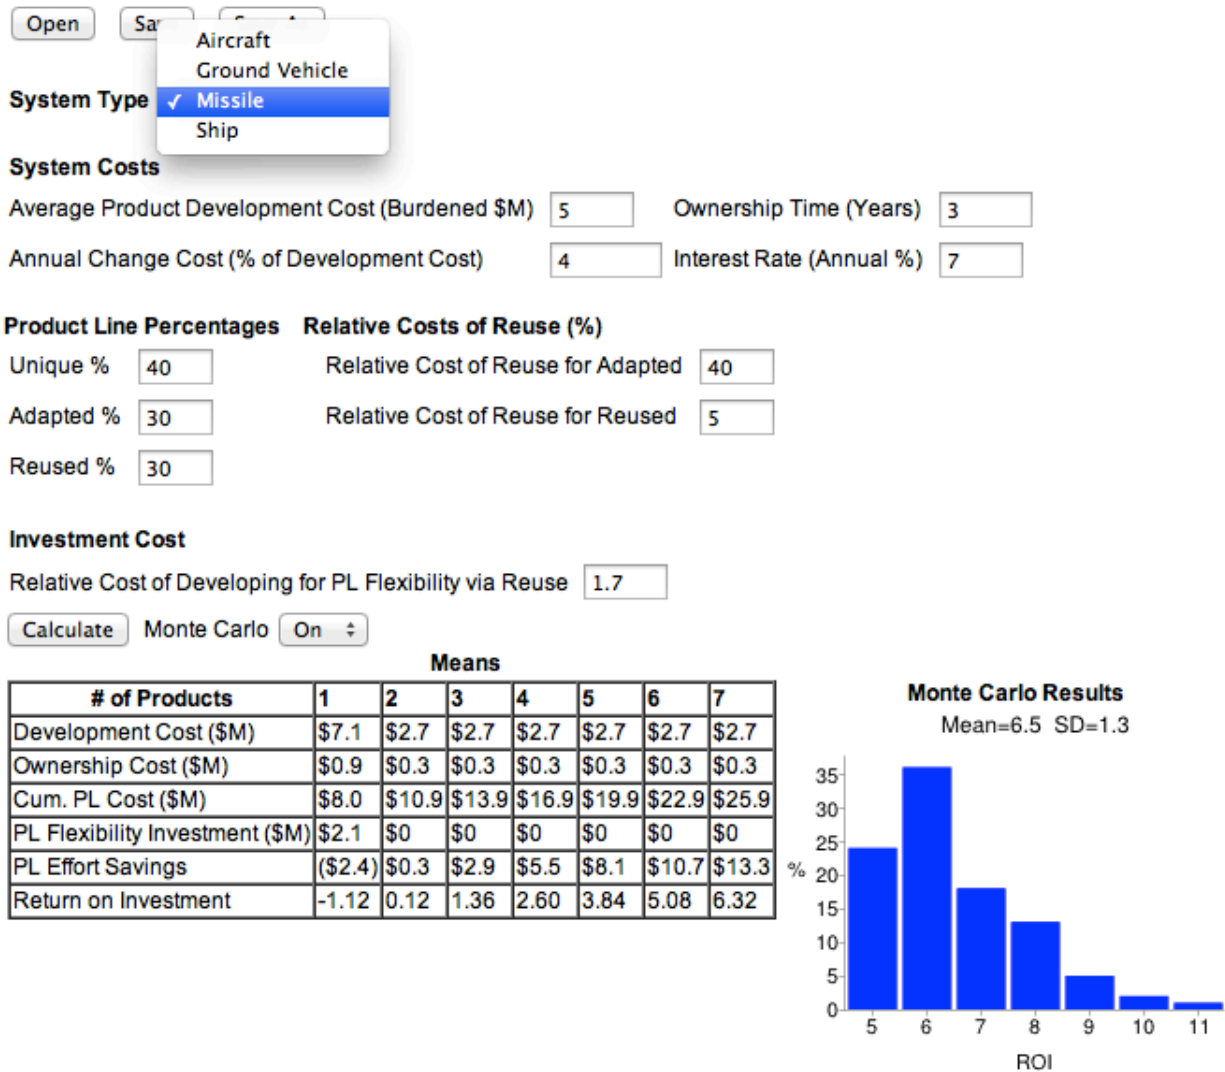 Open
Aircraft
Ground Vehicle
System Type ✓ Missile
Ship
System Costs
Average Product Development Cost (Burdened $M) 5 Ownership Time (Years) 3
Annual Change Cost (% of Development Cost) 4 Interest Rate (Annual %) 7
Product Line Percentages Relative Costs of Reuse (%)
Unique % 40 Relative Cost of Reuse for Adapted 40
Adapted % 30 Relative Cost of Reuse for Reused 5
Reused % 30
Investment Cost
Relative Cost of Developing for PL Flexibility via Reuse 1.7
Calculate Monte Carlo On
Means
# of Products 1 2 3 4 5 6 7
Development Cost ($M) $7.1 $2.7 $2.7 $2.7 $2.7 $2.7 $2.7
Ownership Cost ($M) $0.9 $0.3 $0.3 $0.3 $0.3 $0.3 $0.3
Cum. PL Cost ($M) $8.0 $10.9 $13.9 $16.9 $19.9 $22.9 $25.9
PL Flexibility Investment ($M) $2.1 $0 $0 $0 $0 $0 $0
PL Effort Savings ($2.4) $0.3 $2.9 $5.5 $8.1 $10.7 $13.3
Return on Investment -1.12 0.12 1.36 2.60 3.84 5.08 6.32
Monte Carlo Results
Mean=6.5 SD=1.3
35
30
25
% 20
15
10
5
0
5 6 7 8 9 10 11
ROI